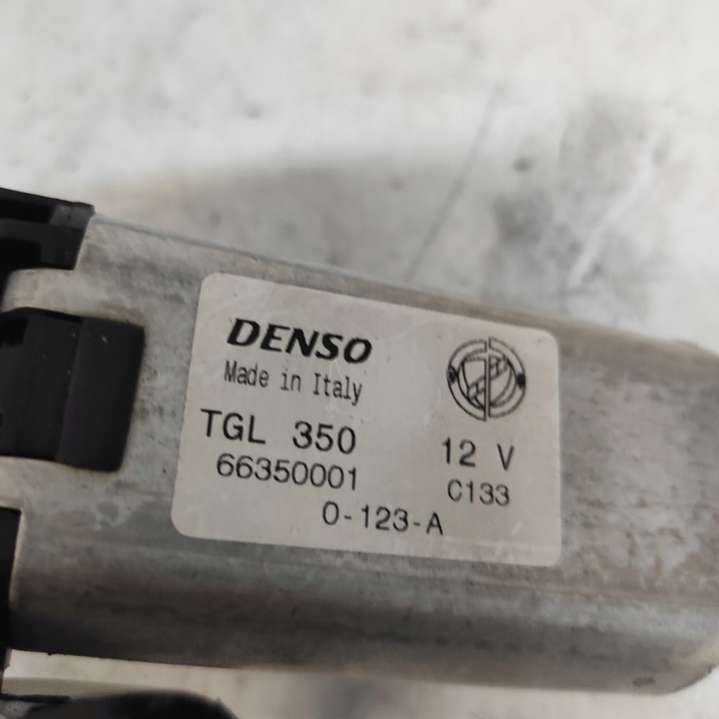 DENSO
Made in Italy
TGL 350 12 V
66350001 C133
0-123-A